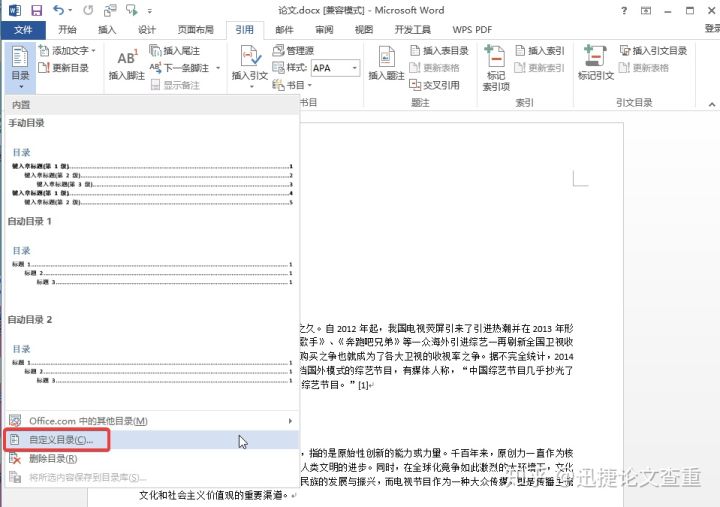 论文.docx [兼容模式] - Microsoft Word
文件 开始 插入 设计 页面布局 引用 邮件 审阅 视图 开发工具 WPS PDF 登录
目录
添加文字
更新目录
AB¹
插入脚注
插入尾注
下一条脚注
显示备注
插入引文
管理源
样式: APA
书目
书目
插入题注
插入表目录
更新表格
交叉引用
题注
标记
索引项
插入索引
更新索引
索引
标记引文
插入引文目录
更新表格
引文目录
内置
手动目录
目录
键入章标题(第 1 级)1
键入章标题(第 2 级)2
键入章标题(第 3 级)3
键入章标题(第 1 级)4
键入章标题(第 2 级)5
自动目录 1
目录
标题 1 1
标题 2 1
标题 3 1
自动目录 2
目录
标题 1 1
标题 2 1
标题 3 1
Office.com 中的其他目录(M)
自定义目录(C)...
删除目录(R)
将所选内容保存到目录库(S)...
之久。自 2012 年起，我国电视荧屏引来了引进热潮并在 2013 年形
歌手》、《奔跑吧兄弟》等一众海外引进综艺一再刷新全国卫视收
购买之争也就成为了各大卫视的收视率之争。据不完全统计，2014
档国外模式的综艺节目，有媒体人称，“中国综艺节目几乎抄光了
综艺节目。”[1]
，指的是原始性创新的能力或力量。千百年来，原创力一直作为核
人类文明的进步。同时，在全球化竞争如此激烈的大环境下，文化
民族的发展与振兴，而电视节目作为一种大众传媒
文化和社会主义价值观的重要渠道。
知乎 @迅捷论文查重